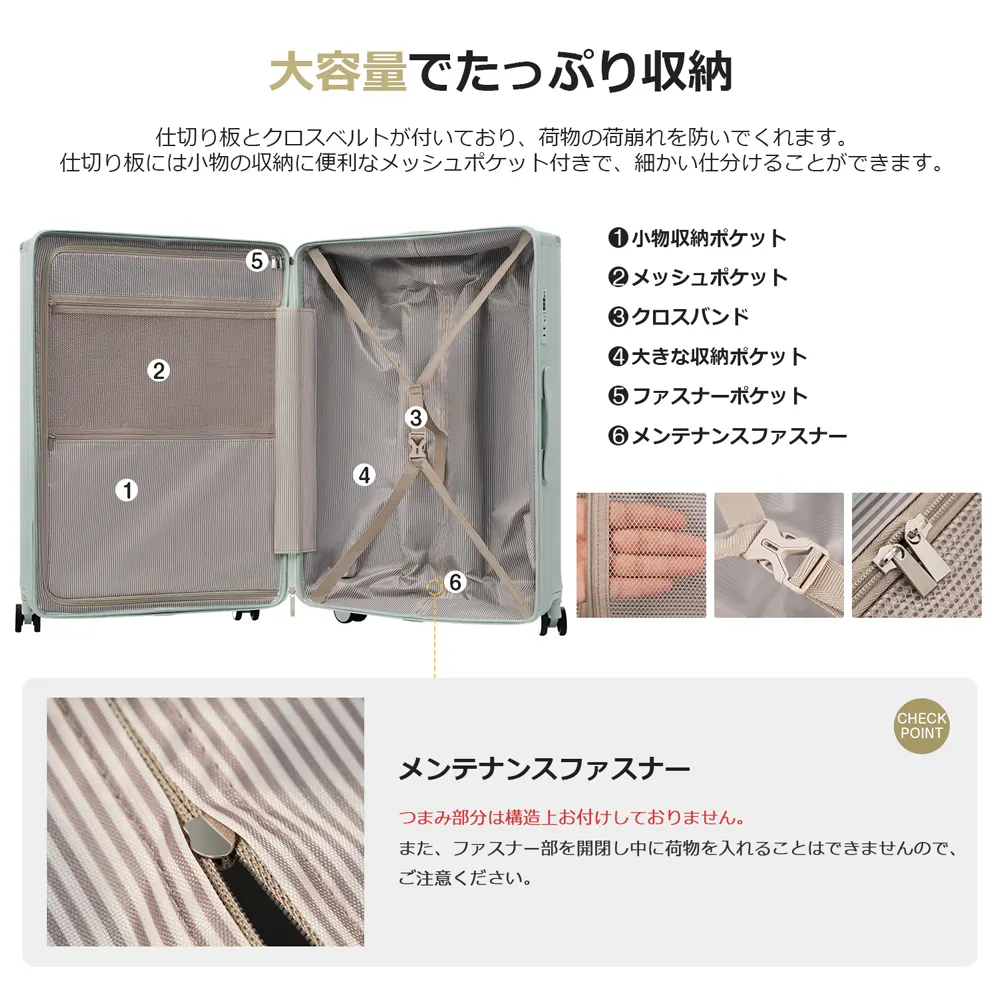 大容量でたっぷり収納
仕切り板とクロスベルトが付いており、荷物の荷崩れを防いでくれます。
仕切り板には小物の収納に便利なメッシュポケット付きで、細かい仕分けることができます。
❶小物収納ポケット
❷メッシュポケット
❸クロスバンド
❹大きな収納ポケット
❺ファスナーポケット
❻メンテナンスファスナー
5
2
3
4
1
6
CHECK
POINT
メンテナンスファスナー
つまみ部分は構造上お付けしておりません。
また、ファスナー部を開閉し中に荷物を入れることはできませんので、
ご注意ください。